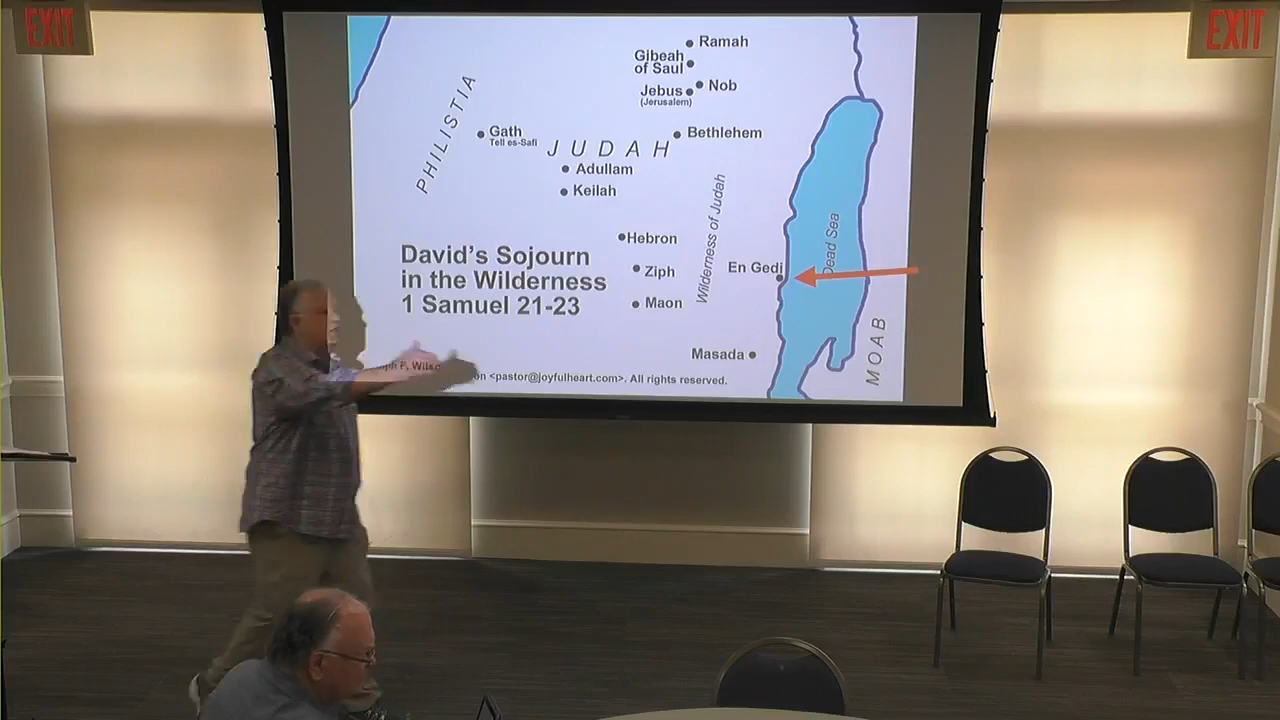 EXIT
EXIT
Ramah
Gibeah
of Saul
Nob
Jebus
(Jerusalem)
PHILISTIA
Gath
Tell es-Safi
JUDAH
Bethlehem
Adullam
Keilah
Wilderness of Judah
Dead Sea
Hebron
David's Sojourn
in the Wilderness
1 Samuel 21-23
Ziph
En Gedi
Maon
MOAB
Masada
F, Wils
<pastor@joyfulheart.com>. All rights reserved.